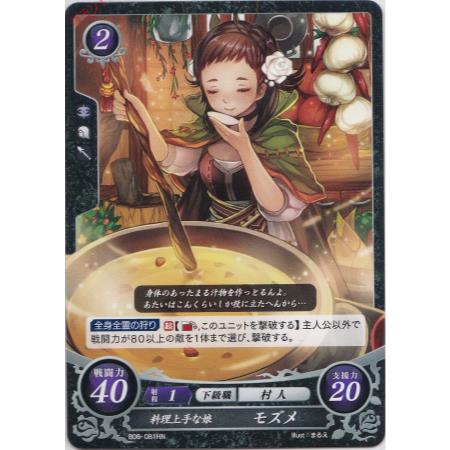 2
身体のあったまる汁物を作っとるんよ。
あたいはこんくらいしか役に立たへんから…
全身全霊の狩り 起【■,このユニットを撃破する】主人公以外で
戦闘力が80以上の敵を1体まで選び、撃破する。
戦闘力
40
射程 1 下級職 村人
支援力
20
料理上手な娘 モズメ
B06-081HN
Illust：まるえ